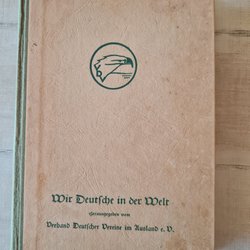 Wir Deutsche in der Welt
Herausgegeben vom
Verband Deutscher Vereine im Ausland e. V.